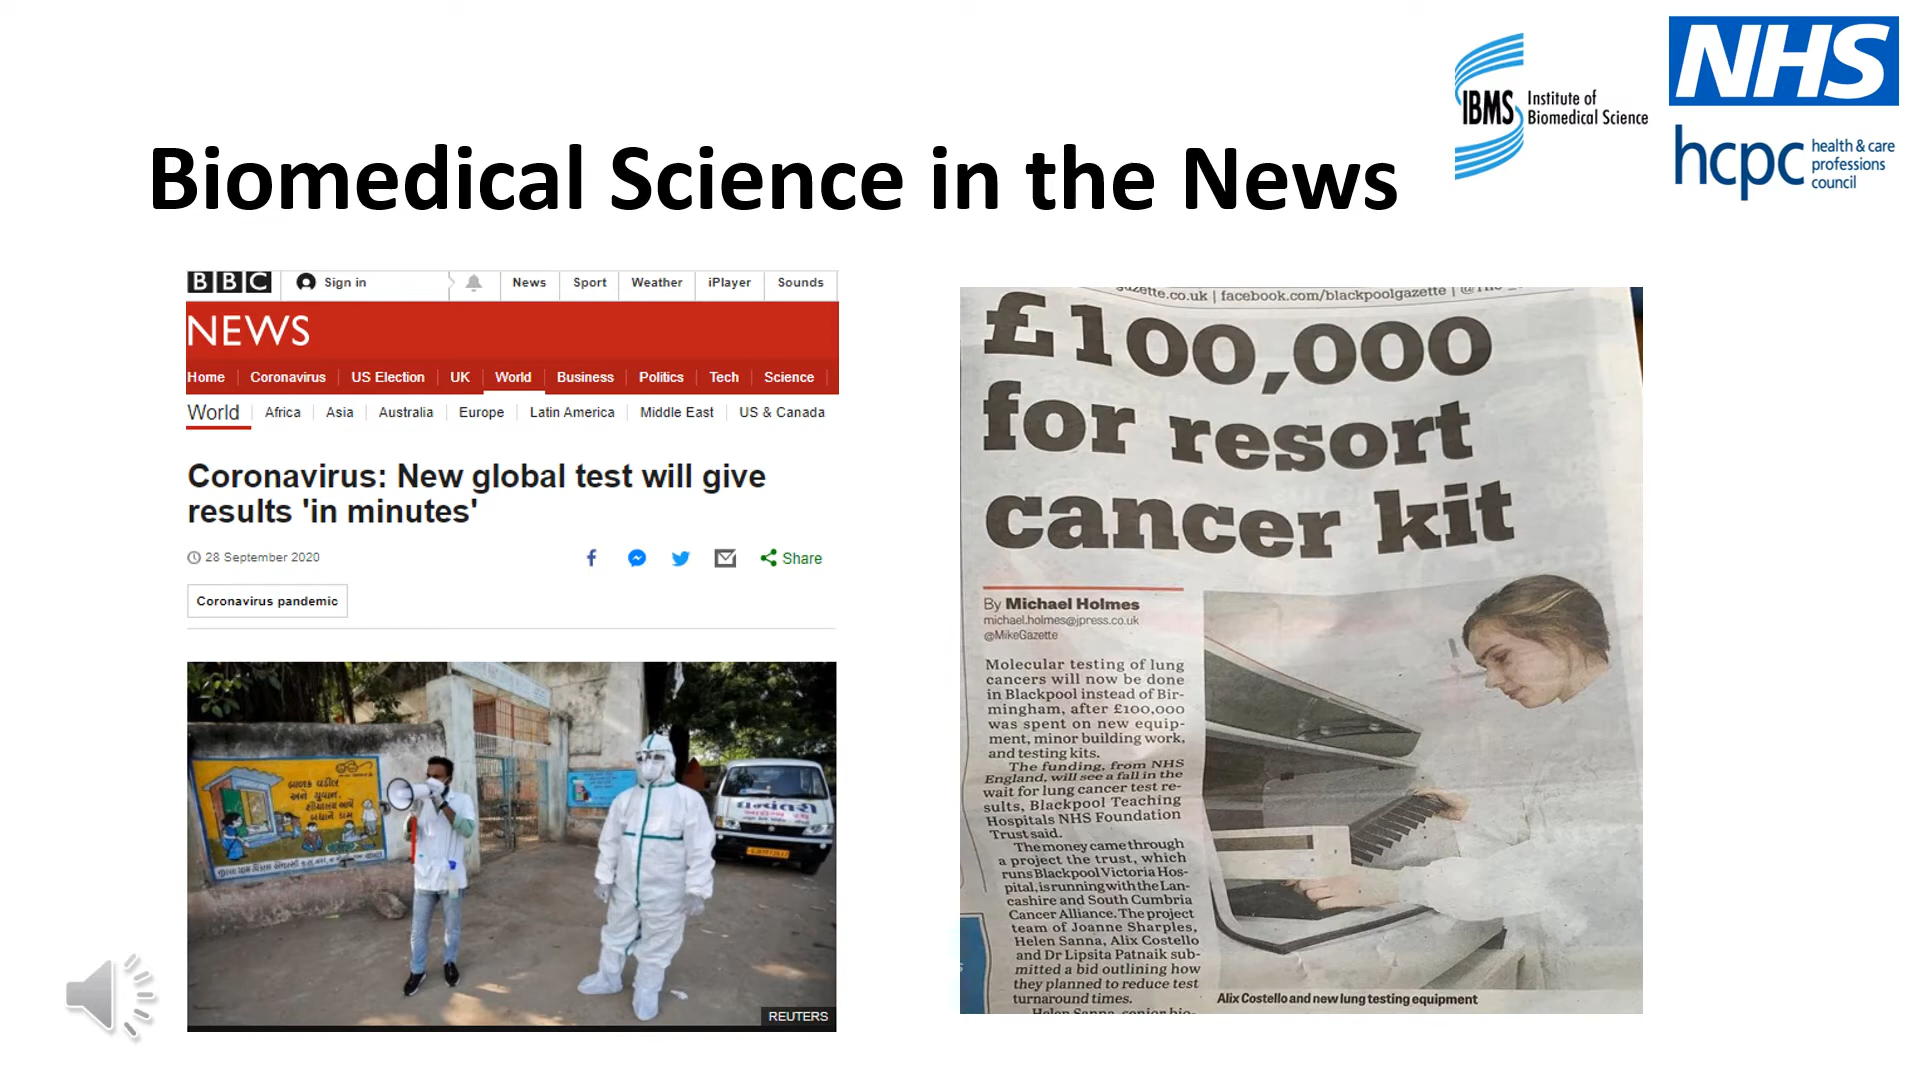 NHS
IBMS
Institute of
Biomedical Science
hcpc
health & care
professions
council
Biomedical Science in the News
BBC
Sign in
News
Sport
Weather
iPlayer
Sounds
NEWS
Home
Coronavirus
US Election
UK
World
Business
Politics
Tech
Science
World
Africa
Asia
Australia
Europe
Latin America
Middle East
US & Canada
Coronavirus: New global test will give
results 'in minutes'
28 September 2020
Share
Coronavirus pandemic
REUTERS
facebook.com/blackpoolgazette
£100,000
for resort
cancer kit
By Michael Holmes
michael.holmes@jpress.co.uk
@MikeGazette
Molecular testing of lung
cancers will now be done
in Blackpool instead of Bir-
mingham, after £100,000
was spent on new equip-
ment, minor building work,
and testing kits.
The funding, from NHS
England, will see a fall in the
wait for lung cancer test re-
sults, Blackpool Teaching
Hospitals NHS Foundation
Trust said.
The money came through
a project the trust, which
runs Blackpool Victoria Hos-
pital, is running with the Lan-
cashire and South Cumbria
Cancer Alliance. The project
team of Joanne Sharples,
Helen Sanna, Alix Costello
and Dr Lipsita Patnaik sub-
mitted a bid outlining how
they planned to reduce test
turnaround times.
Helen Sanna, senior bio-
Alix Costello and new lung testing equipment